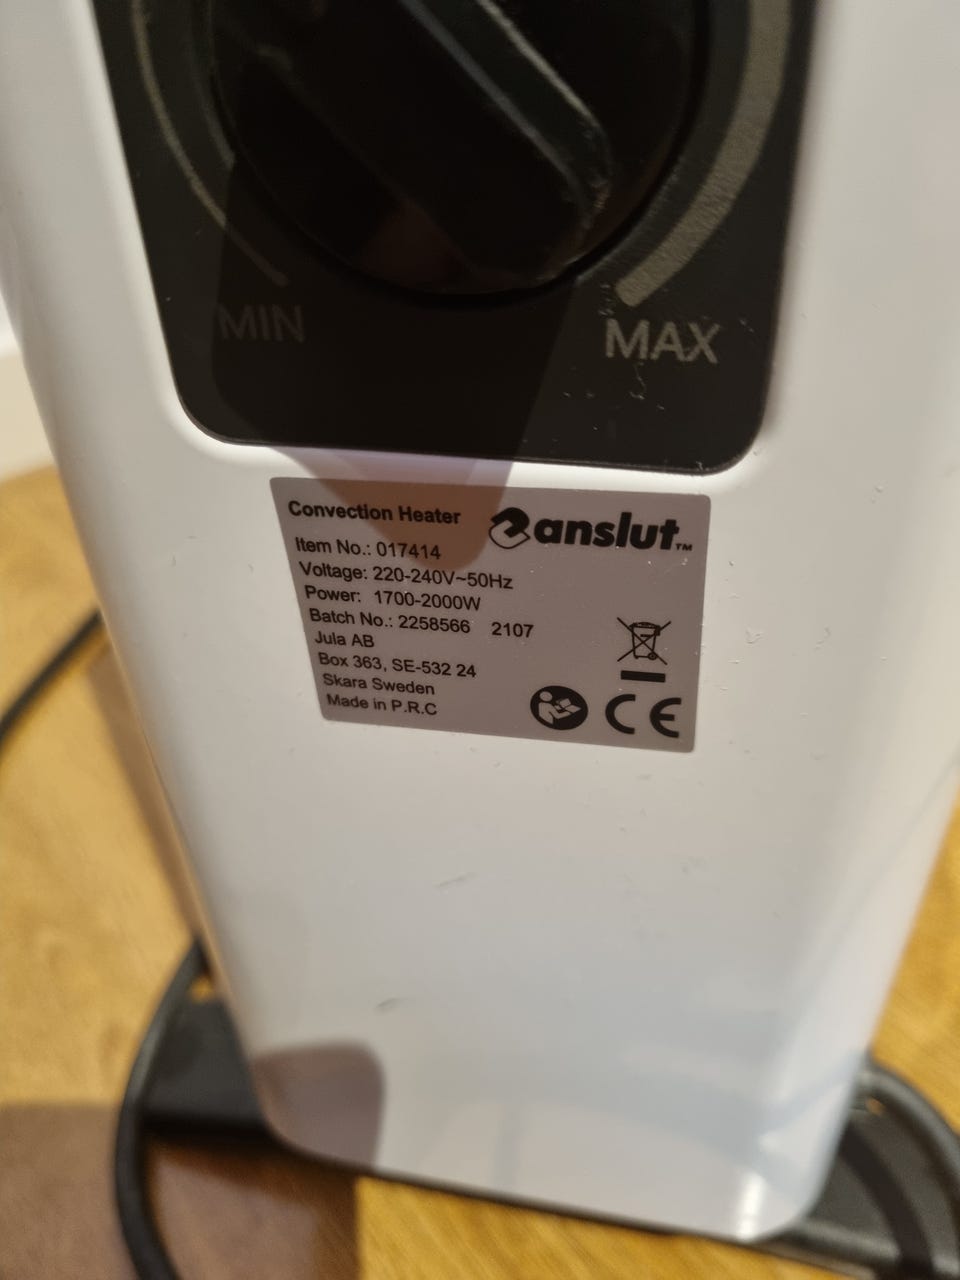 MIN
MAX
Convection Heater
anslut™
Item No.: 017414
Voltage: 220-240V~50Hz
Power: 1700-2000W
Batch No.: 2258566 2107
Jula AB
Box 363, SE-532 24
Skara Sweden
Made in P.R.C
CE